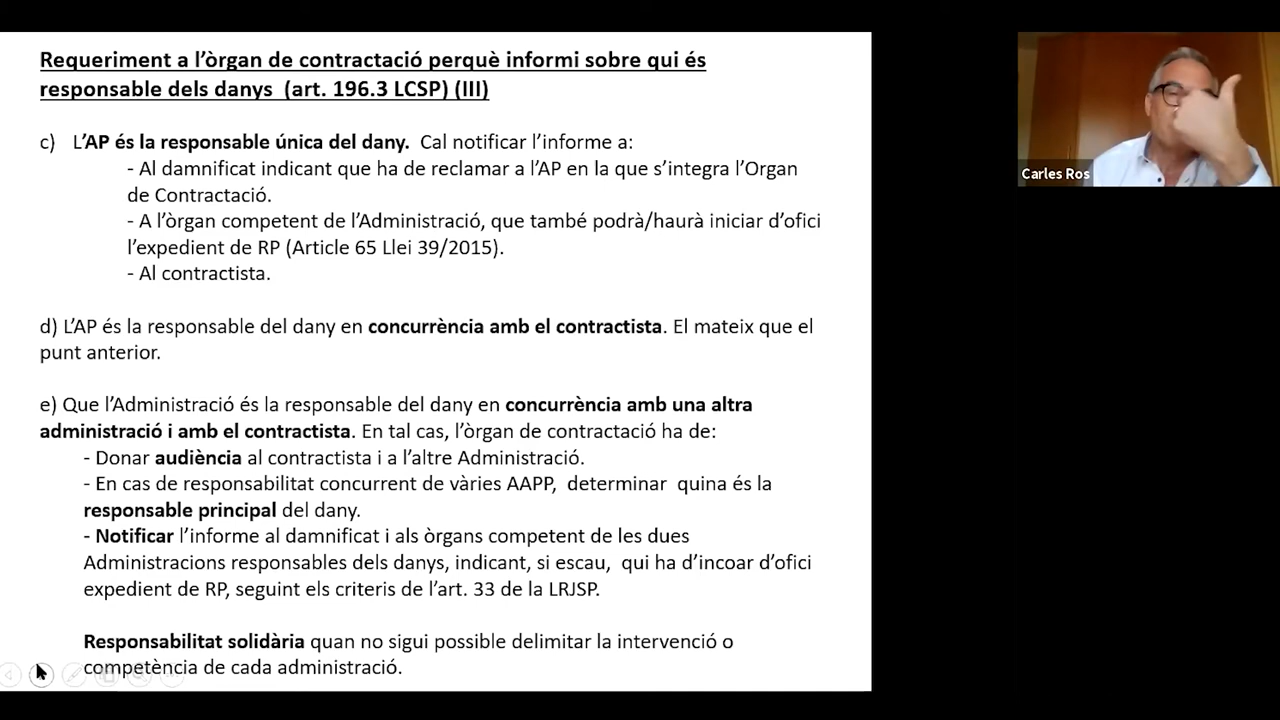 Requeriment a l’òrgan de contractació perquè informi sobre qui és
responsable dels danys (art. 196.3 LCSP) (III)
c) L’AP és la responsable única del dany. Cal notificar l’informe a:
- Al damnificat indicant que ha de reclamar a l’AP en la que s’integra l’Organ
de Contractació.
- A l’òrgan competent de l’Administració, que també podrà/haurà iniciar d’ofici
l’expedient de RP (Article 65 Llei 39/2015).
- Al contractista.
d) L’AP és la responsable del dany en concurrència amb el contractista. El mateix que el
punt anterior.
e) Que l’Administració és la responsable del dany en concurrència amb una altra
administració i amb el contractista. En tal cas, l’òrgan de contractació ha de:
- Donar audiència al contractista i a l’altre Administració.
- En cas de responsabilitat concurrent de vàries AAPP, determinar quina és la
responsable principal del dany.
- Notificar l’informe al damnificat i als òrgans competent de les dues
Administracions responsables dels danys, indicant, si escau, qui ha d’incoar d’ofici
expedient de RP, seguint els criteris de l’art. 33 de la LRJSP.
Responsabilitat solidària quan no sigui possible delimitar la intervenció o
competència de cada administració.
Carles Ros